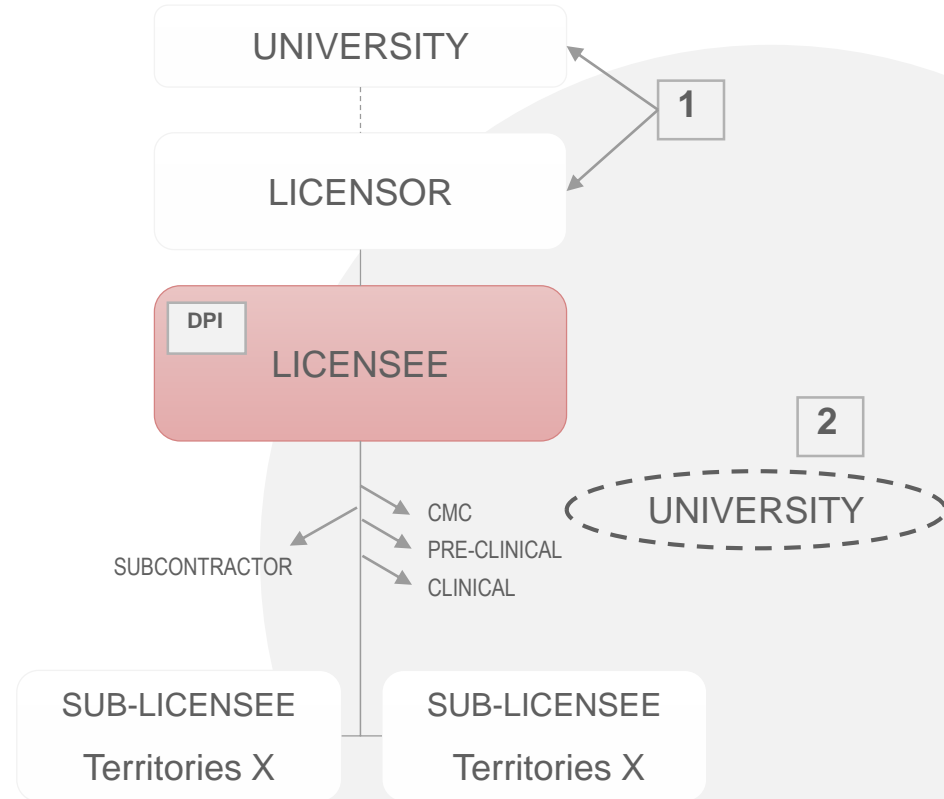 UNIVERSITY
1
LICENSOR
DPI
LICENSEE
2
UNIVERSITY
CMC
PRE-CLINICAL
SUBCONTRACTOR
CLINICAL
SUB-LICENSEE
Territories X
SUB-LICENSEE
Territories X